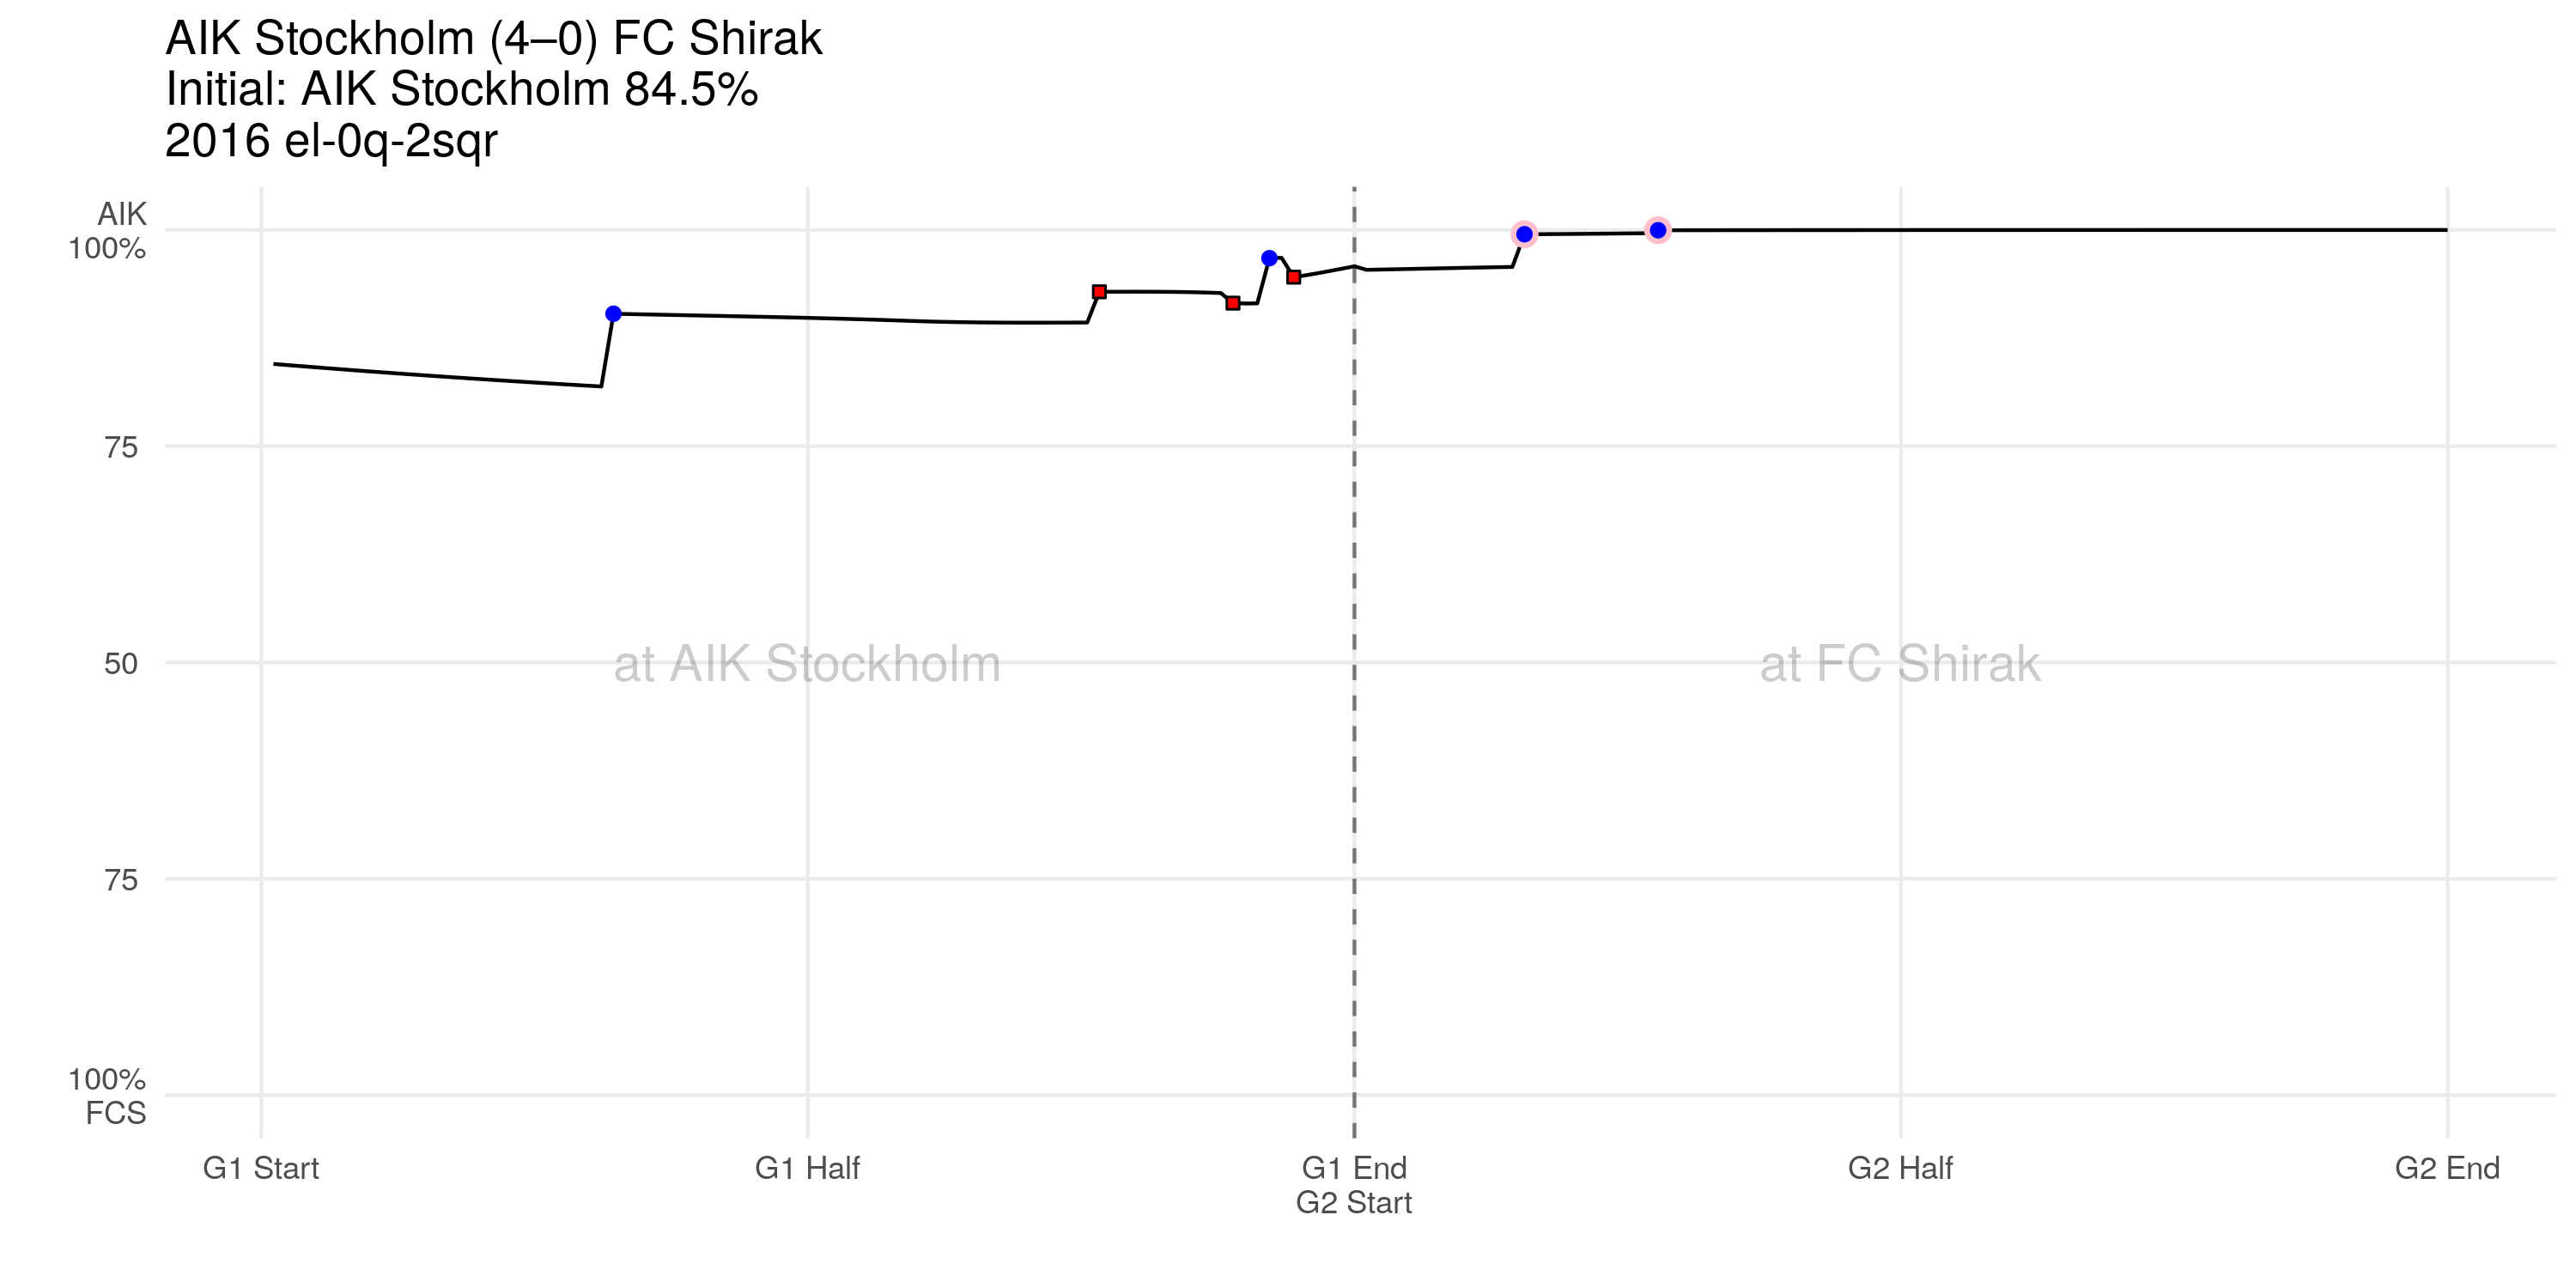 AIK Stockholm (4–0) FC Shirak
Initial: AIK Stockholm 84.5%
2016 el-0q-2sqr
AIK
100%
75
50
75
100%
FCS
at AIK Stockholm
at FC Shirak
G1 Start
G1 Half
G1 End
G2 Start
G2 Half
G2 End